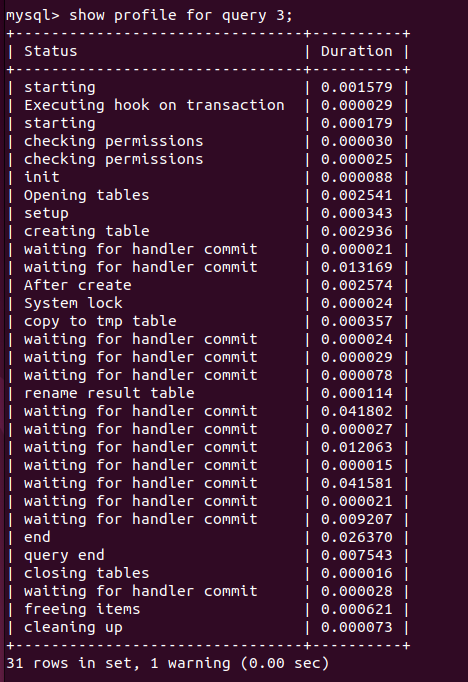 mysql> show profile for query 3;
+--------------------------------+----------+
| Status                         | Duration |
+--------------------------------+----------+
| starting                       | 0.001579 |
| Executing hook on transaction  | 0.000029 |
| starting                       | 0.000179 |
| checking permissions           | 0.000030 |
| checking permissions           | 0.000025 |
| init                           | 0.000088 |
| Opening tables                 | 0.002541 |
| setup                          | 0.000343 |
| creating table                 | 0.002936 |
| waiting for handler commit     | 0.000021 |
| waiting for handler commit     | 0.013169 |
| After create                   | 0.002574 |
| System lock                    | 0.000024 |
| copy to tmp table              | 0.000357 |
| waiting for handler commit     | 0.000024 |
| waiting for handler commit     | 0.000029 |
| waiting for handler commit     | 0.000078 |
| rename result table            | 0.000114 |
| waiting for handler commit     | 0.041802 |
| waiting for handler commit     | 0.000027 |
| waiting for handler commit     | 0.012063 |
| waiting for handler commit     | 0.000015 |
| waiting for handler commit     | 0.041581 |
| waiting for handler commit     | 0.000021 |
| waiting for handler commit     | 0.009207 |
| end                            | 0.026370 |
| query end                      | 0.007543 |
| closing tables                 | 0.000016 |
| waiting for handler commit     | 0.000028 |
| freeing items                  | 0.000621 |
| cleaning up                    | 0.000073 |
+--------------------------------+----------+
31 rows in set, 1 warning (0.00 sec)